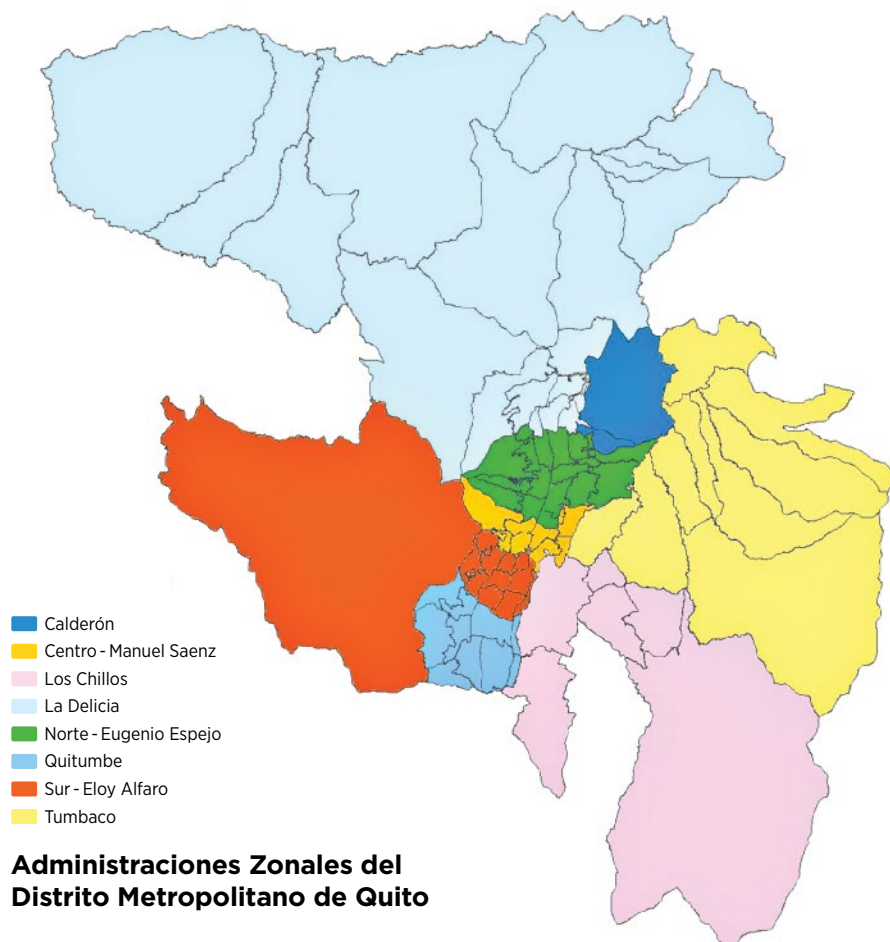 Calderón
Centro - Manuel Saenz
Los Chillos
La Delicia
Norte - Eugenio Espejo
Quitumbe
Sur - Eloy Alfaro
Tumbaco
Administraciones Zonales del
Distrito Metropolitano de Quito